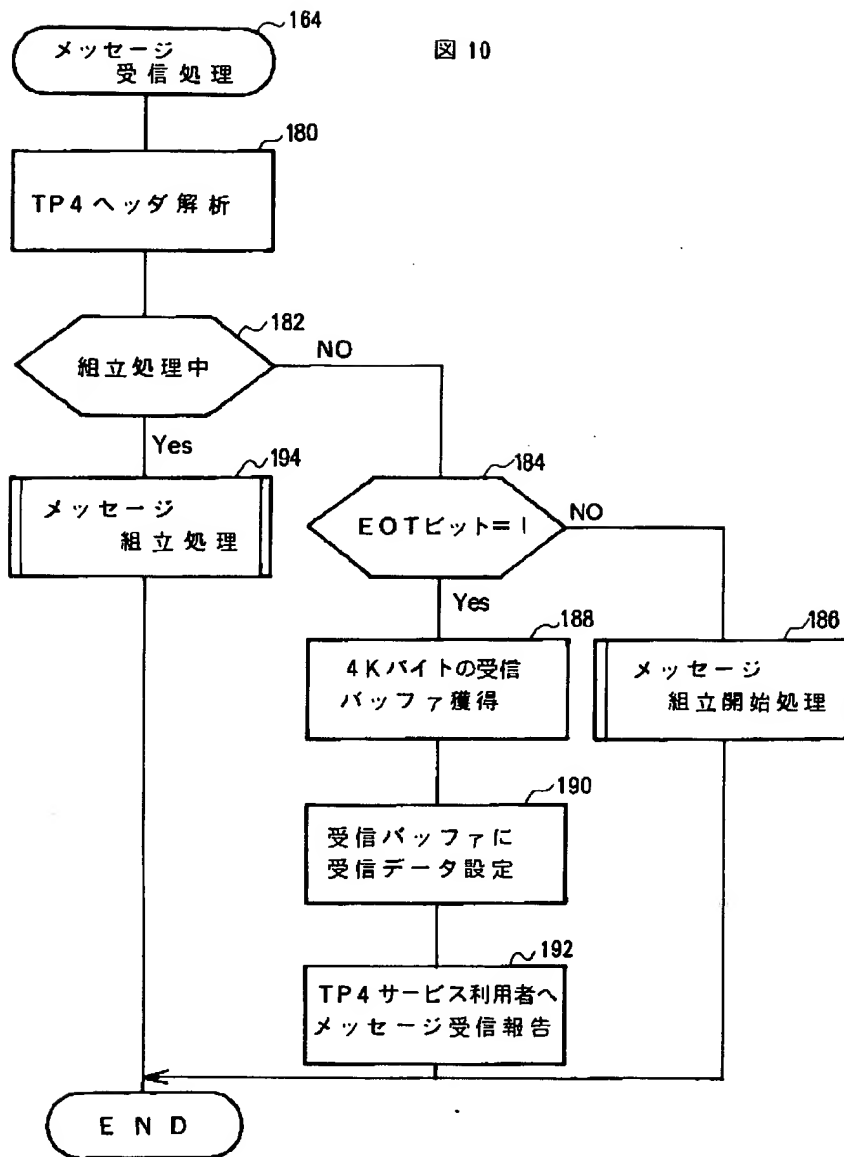 図 10
164
メッセージ
受信処理
180
TP4ヘッダ解析
182
組立処理中
NO
Yes
194
メッセージ
組立処理
184
EOTビット=1
NO
Yes
188
4Kバイトの受信
バッファ獲得
186
メッセージ
組立開始処理
190
受信バッファに
受信データ設定
192
TP4サービス利用者へ
メッセージ受信報告
END